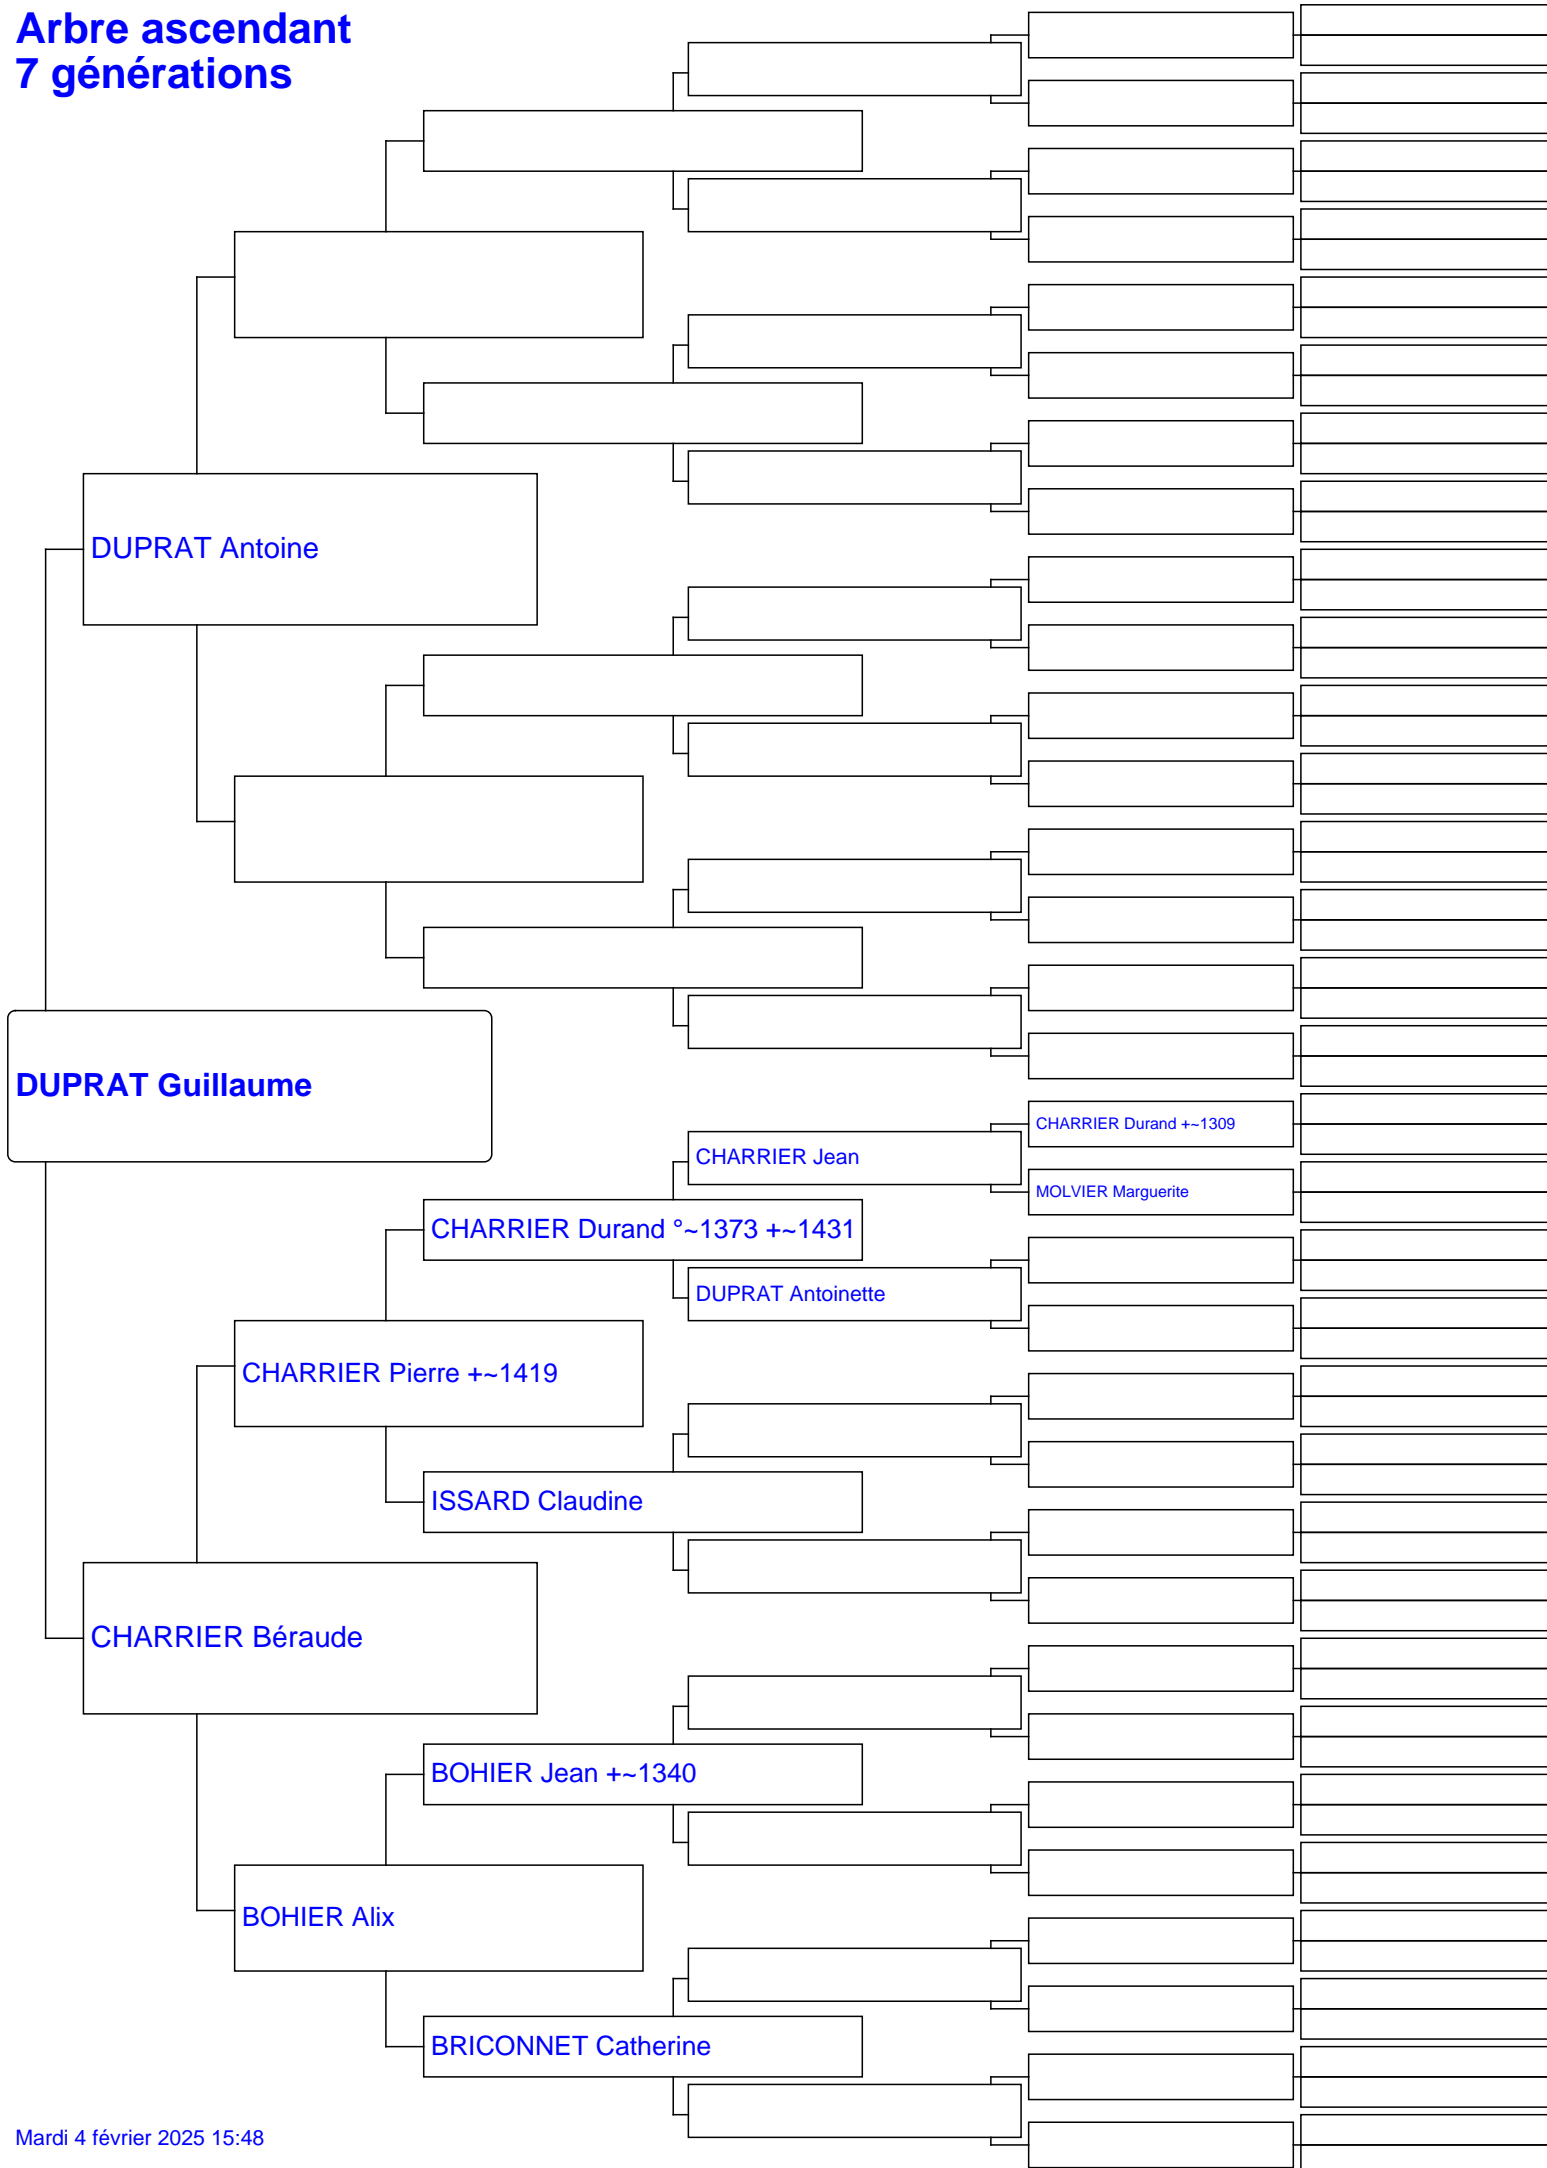 Arbre ascendant
7 générations
DUPRAT Antoine
DUPRAT Guillaume
CHARRIER Durand +~1309
CHARRIER Jean
MOLVIER Marguerite
CHARRIER Durand °~1373 +~1431
DUPRAT Antoinette
CHARRIER Pierre +~1419
ISSARD Claudine
CHARRIER Béraude
BOHIER Jean +~1340
BOHIER Alix
BRICONNET Catherine
Mardi 4 février 2025 15:48